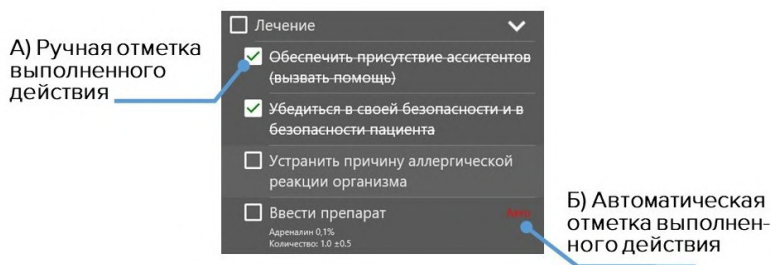 А) Ручная отметка
выполненного
действия
Лечение
Обеспечить присутствие ассистентов
(вызвать помощь)
Убедиться в своей безопасности и в
безопасности пациента
Устранить причину аллергической
реакции организма
Ввести препарат
Авто
Адреналин 0,1%
Количество: 1.0 ±0.5
Б) Автоматическая
отметка выполнен-
ного действия